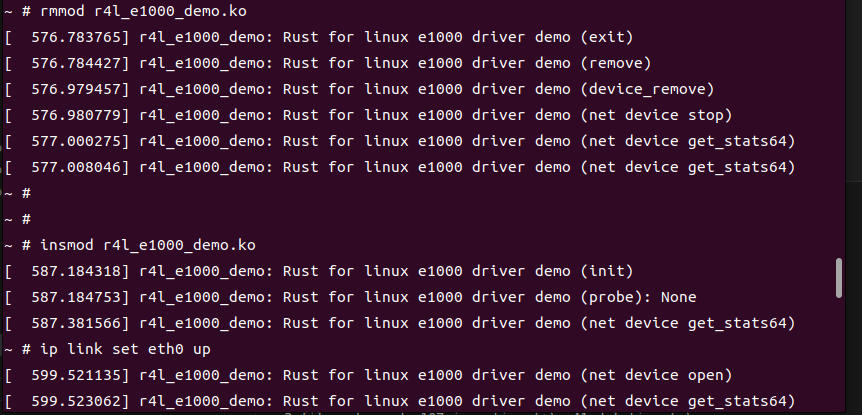 ~ # rmmod r4l_e1000_demo.ko
[  576.783765] r4l_e1000_demo: Rust for linux e1000 driver demo (exit)
[  576.784427] r4l_e1000_demo: Rust for linux e1000 driver demo (remove)
[  576.979457] r4l_e1000_demo: Rust for linux e1000 driver demo (device_remove)
[  576.980779] r4l_e1000_demo: Rust for linux e1000 driver demo (net device stop)
[  577.000275] r4l_e1000_demo: Rust for linux e1000 driver demo (net device get_stats64)
[  577.008046] r4l_e1000_demo: Rust for linux e1000 driver demo (net device get_stats64)
~ #
~ #
~ # insmod r4l_e1000_demo.ko
[  587.184318] r4l_e1000_demo: Rust for linux e1000 driver demo (init)
[  587.184753] r4l_e1000_demo: Rust for linux e1000 driver demo (probe): None
[  587.381566] r4l_e1000_demo: Rust for linux e1000 driver demo (net device get_stats64)
~ # ip link set eth0 up
[  599.521135] r4l_e1000_demo: Rust for linux e1000 driver demo (net device open)
[  599.523062] r4l_e1000_demo: Rust for linux e1000 driver demo (net device get_stats64)